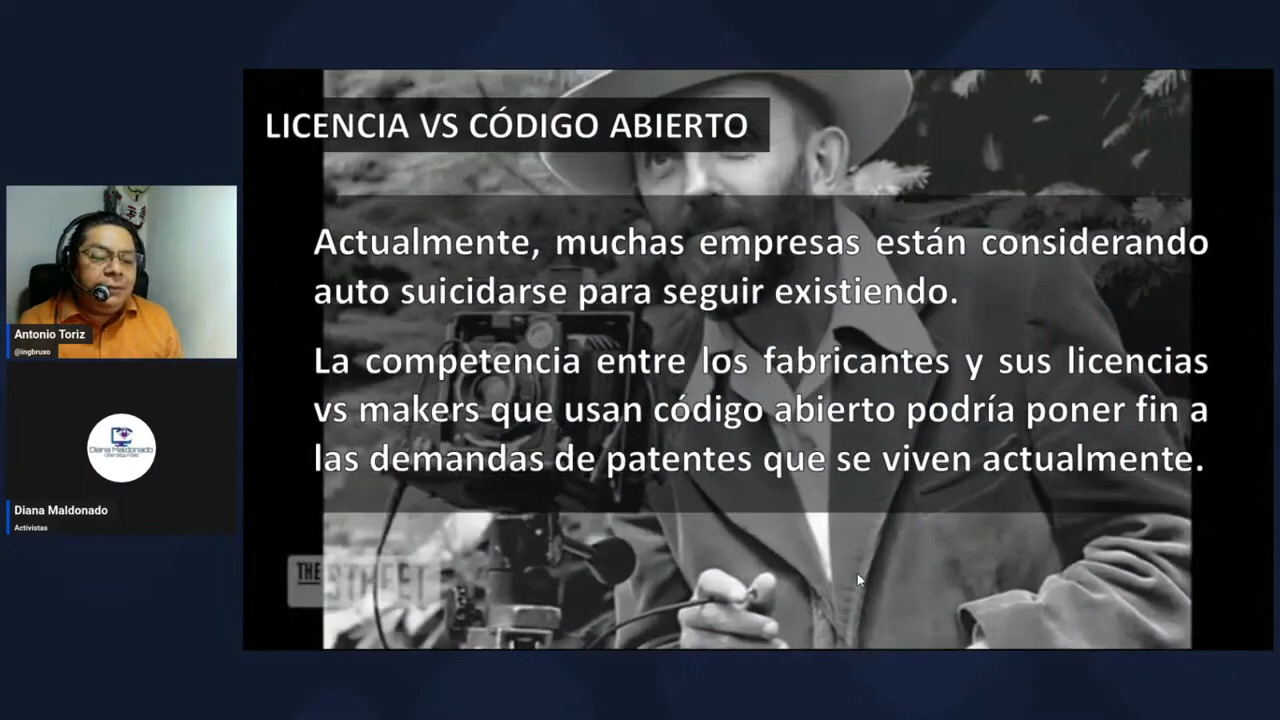 LICENCIA VS CÓDIGO ABIERTO
Actualmente, muchas empresas están considerando
auto suicidarse para seguir existiendo.
La competencia entre los fabricantes y sus licencias
vs makers que usan código abierto podría poner fin a
las demandas de patentes que se viven actualmente.
THE
STREET
Antonio Toriz
@ingbruxo
Diana Maldonado
Diana Maldonado
Activistas